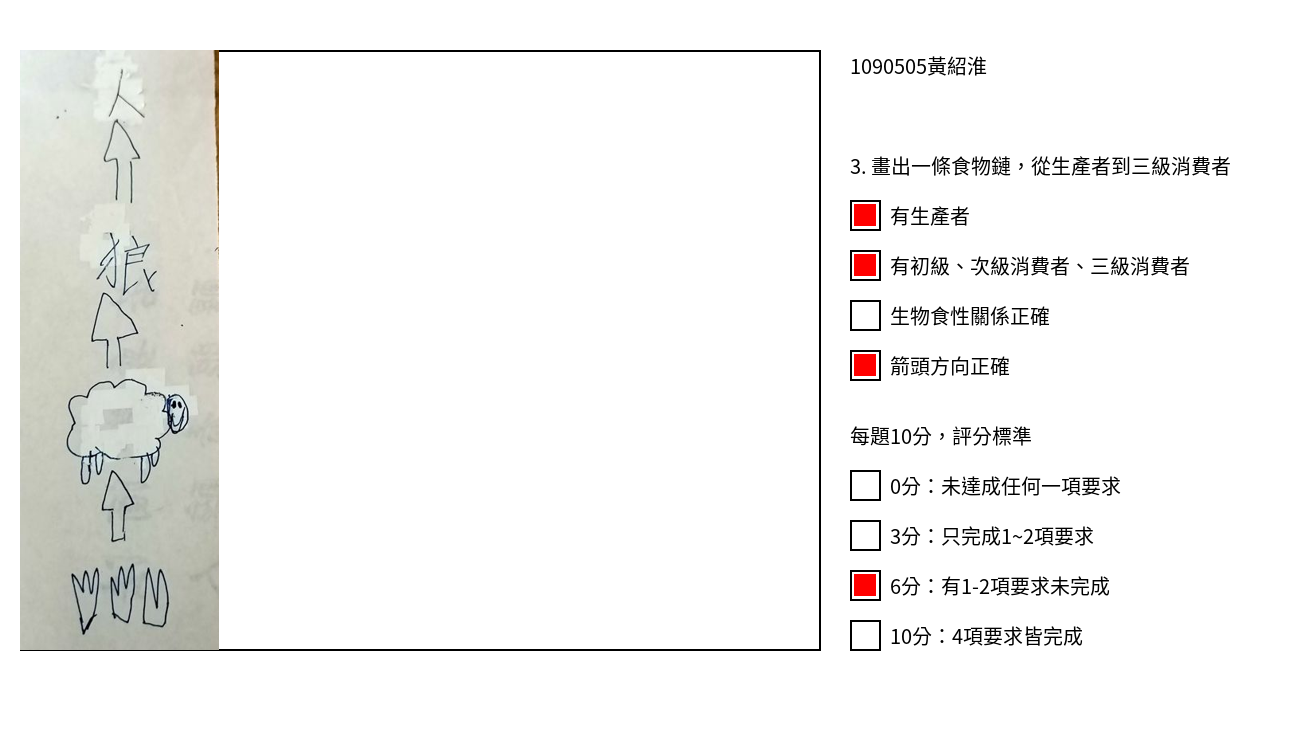 人
狼
1090505黃紹淮
3. 畫出一條食物鏈，從生產者到三級消費者
有生產者
有初級、次級消費者、三級消費者
生物食性關係正確
箭頭方向正確
每題10分，評分標準
0分：未達成任何一項要求
3分：只完成1~2項要求
6分：有1-2項要求未完成
10分：4項要求皆完成